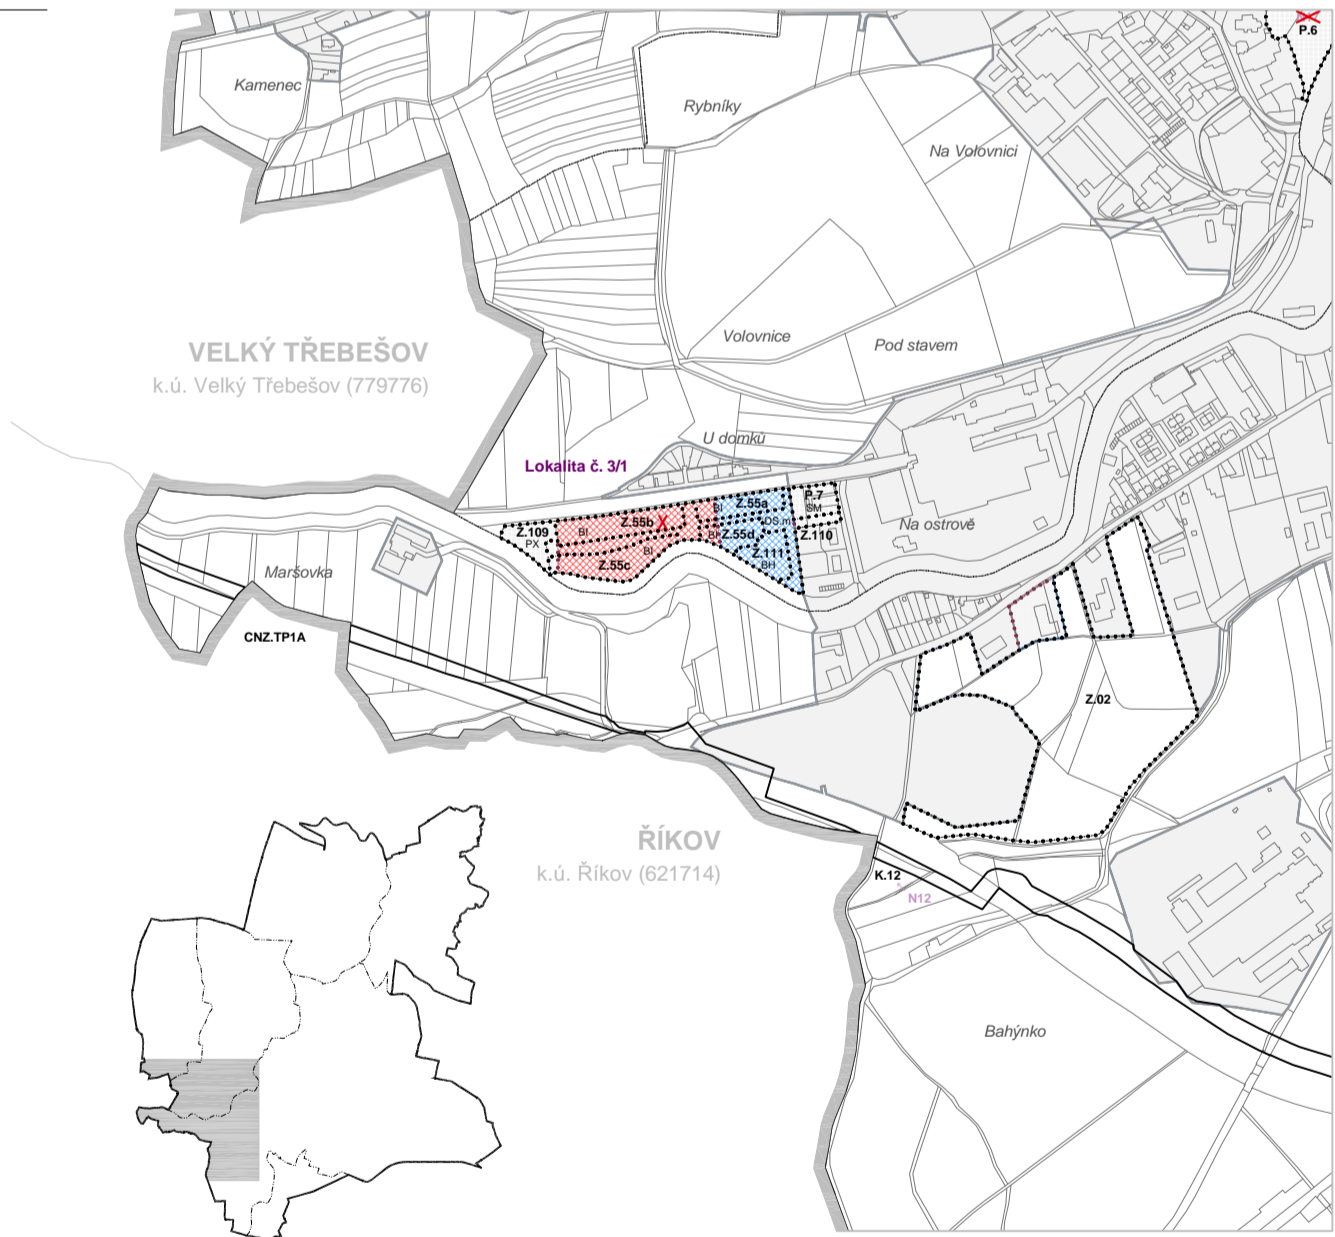 P.6
Kamenec
Rybníky
Na Volovnici
VELKÝ TŘEBEŠOV
k.ú. Velký Třebešov (779776)
Volovnice
Pod stavem
U domků
Lokalita č. 3/1
P.7
SM
Z.55a
BI
Z.55b
BI
DS.m
Na ostrově
Z.109
PX
Z.55d
Z.110
BI
Z.111
BH
Z.55c
Maršovka
CNZ.TP1A
Z.02
ŘÍKOV
k.ú. Říkov (621714)
K.12
N12
Bahýnko